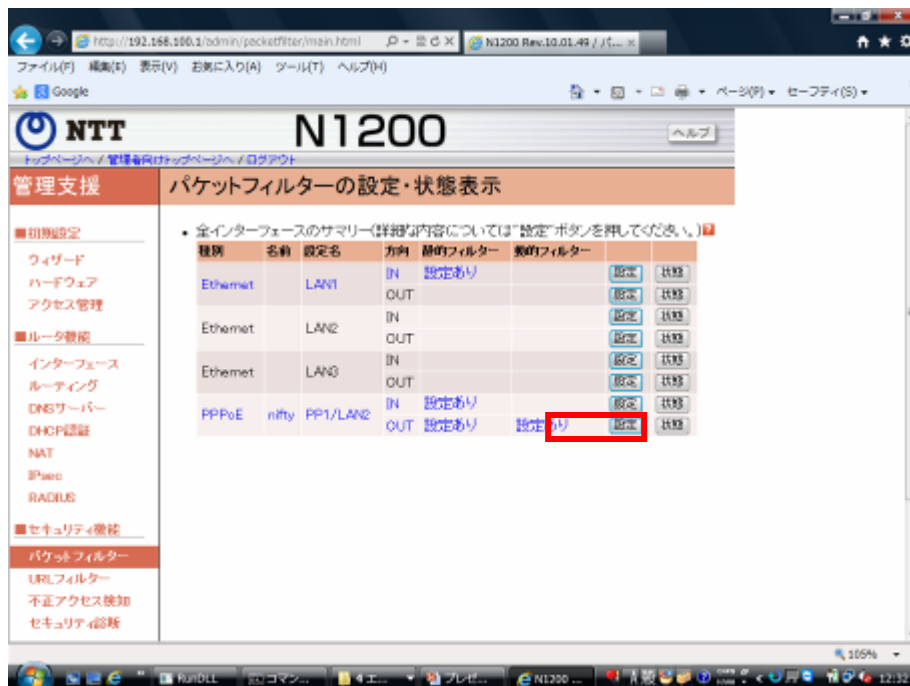 http://192.168.100.1/admin/packetfilter/main.html
N1200 Rev.10.01.49 / パ...
ファイル(F) 編集(E) 表示(V) お気に入り(A) ツール(T) ヘルプ(H)
Google
ページ(P) セーフティ(S)
NTT N1200 ヘルプ
トップページへ / 管理者向けトップページへ / ログアウト
管理支援
パケットフィルターの設定・状態表示
■初期設定
ウィザード
ハードウェア
アクセス管理
■ルータ機能
インターフェース
ルーティング
DNSサーバー
DHCP認証
NAT
IPsec
RADIUS
■セキュリティ機能
パケットフィルター
URLフィルター
不正アクセス検知
セキュリティ診断
• 全インターフェースのサマリー(詳細な内容については"設定"ボタンを押してください。)?
種別 名前 設定名 方向 静的フィルター 動的フィルター
Ethernet LAN1 IN 設定あり 設定 状態
OUT 設定 状態
Ethernet LAN2 IN 設定 状態
OUT 設定 状態
Ethernet LAN3 IN 設定 状態
OUT 設定 状態
PPPoE nifty PP1/LAN2 IN 設定あり 設定 状態
OUT 設定あり 設定あり 設定 状態
105%
RunDLL コマン... 4 エ... プレゼ... N1200 ... 12:32